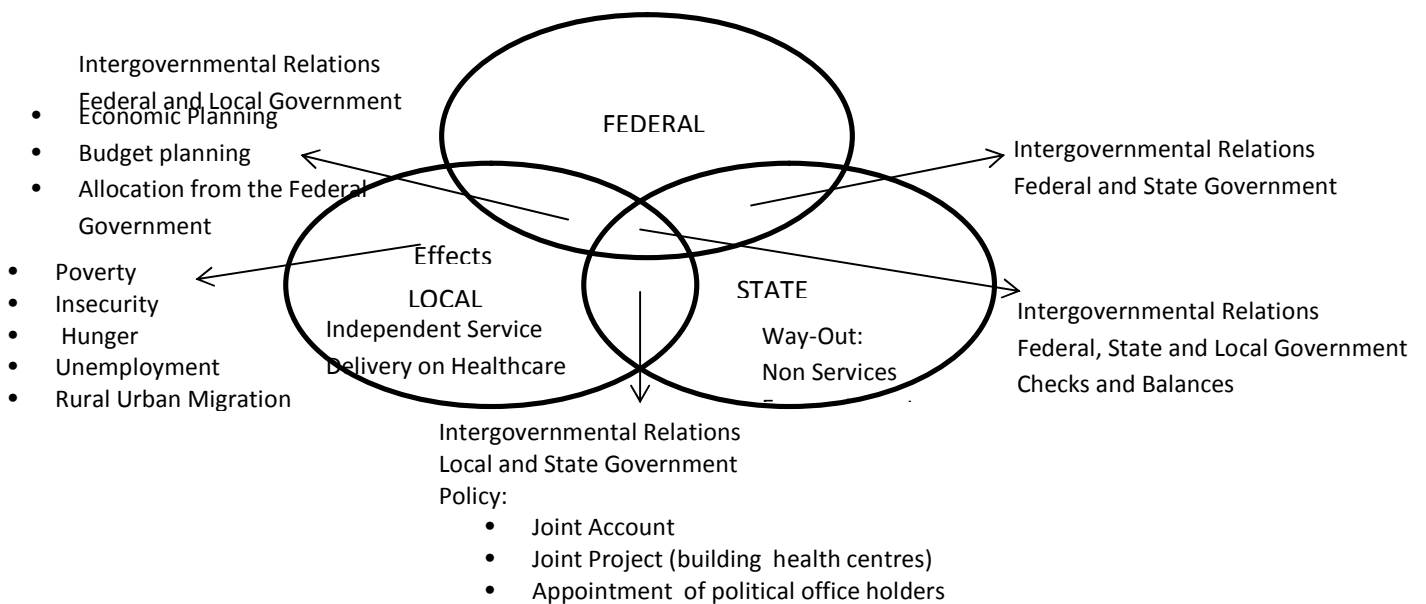 Intergovernmental Relations
Federal and Local Government
• Economic Planning
• Budget planning
• Allocation from the Federal
Government
FEDERAL
Intergovernmental Relations
Federal and State Government
Effects
• Poverty
• Insecurity
• Hunger
• Unemployment
• Rural Urban Migration
LOCAL
Independent Service
Delivery on Healthcare
STATE
Way-Out:
Non Services
Intergovernmental Relations
Federal, State and Local Government
Checks and Balances
Intergovernmental Relations
Local and State Government
Policy:
• Joint Account
• Joint Project (building health centres)
• Appointment of political office holders